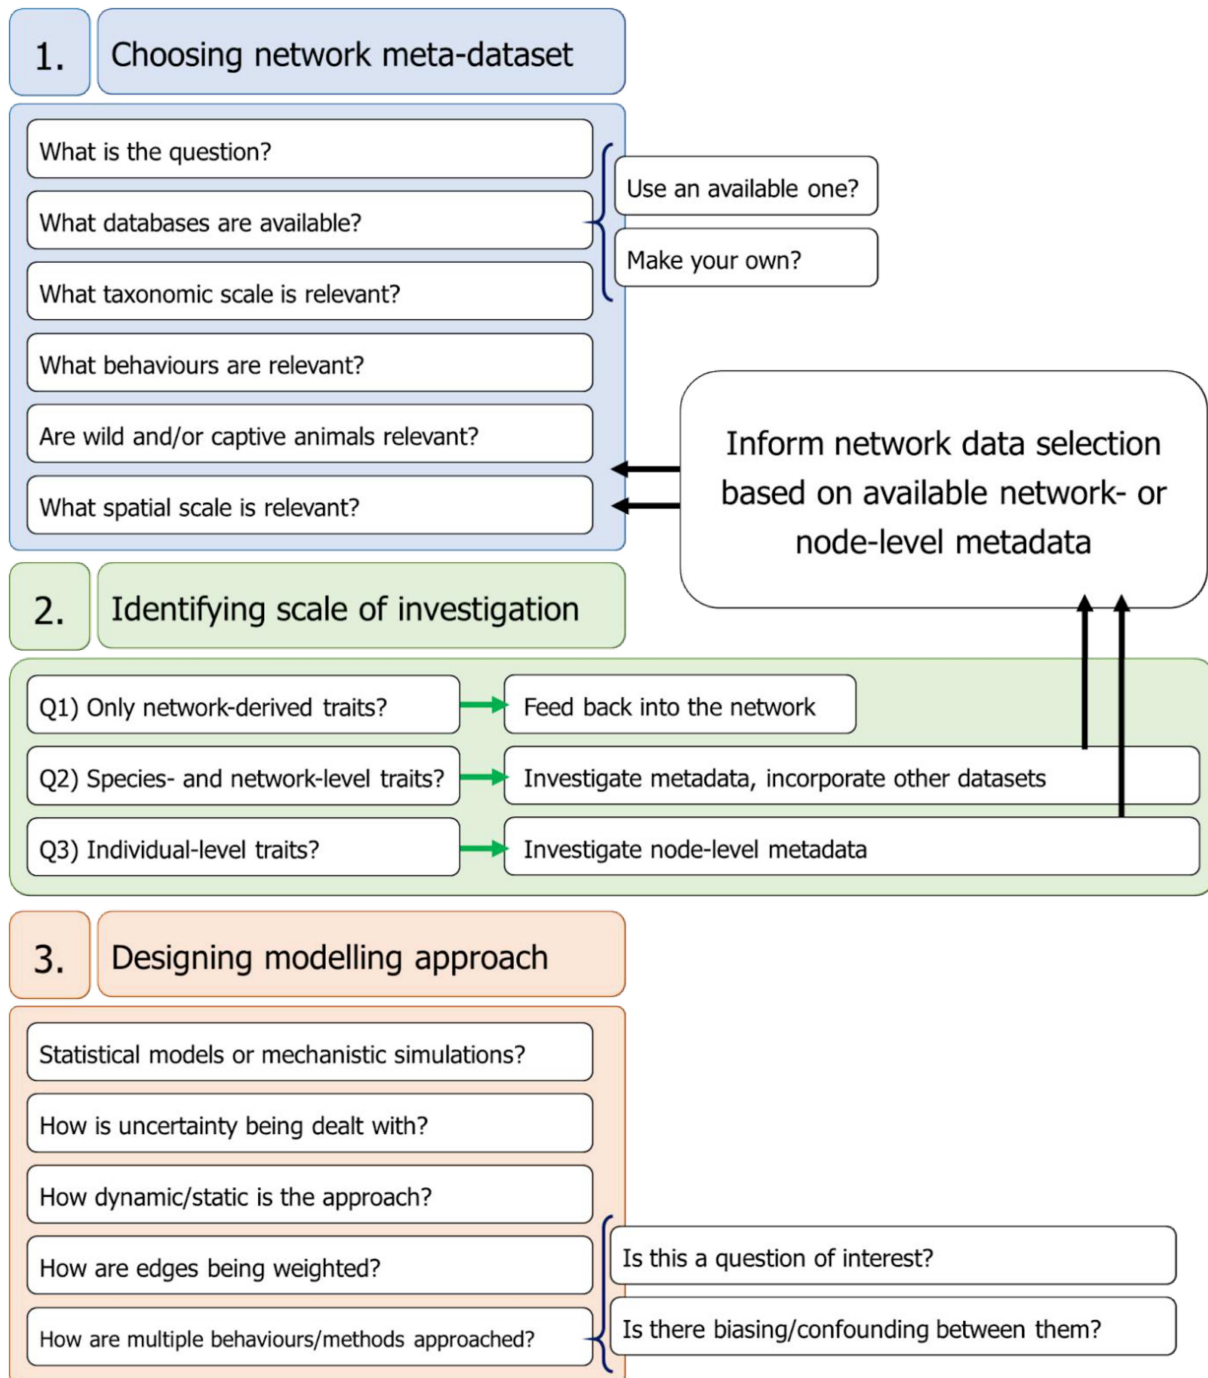 1.
Choosing network meta-dataset
What is the question?
What databases are available?
Use an available one?
Make your own?
What taxonomic scale is relevant?
What behaviours are relevant?
Are wild and/or captive animals relevant?
What spatial scale is relevant?
Inform network data selection
based on available network- or
node-level metadata
2.
Identifying scale of investigation
Q1) Only network-derived traits?
Feed back into the network
Q2) Species- and network-level traits?
Investigate metadata, incorporate other datasets
Q3) Individual-level traits?
Investigate node-level metadata
3.
Designing modelling approach
Statistical models or mechanistic simulations?
How is uncertainty being dealt with?
How dynamic/static is the approach?
How are edges being weighted?
How are multiple behaviours/methods approached?
Is this a question of interest?
Is there biasing/confounding between them?